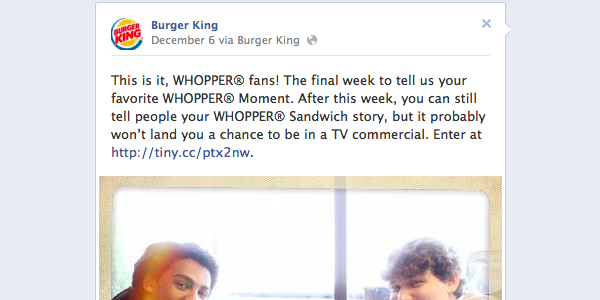 BURGER
KING
Burger King
December 6 via Burger King
This is it, WHOPPER® fans! The final week to tell us your
favorite WHOPPER® Moment. After this week, you can still
tell people your WHOPPER® Sandwich story, but it probably
won’t land you a chance to be in a TV commercial. Enter at
http://tiny.cc/ptx2nw.